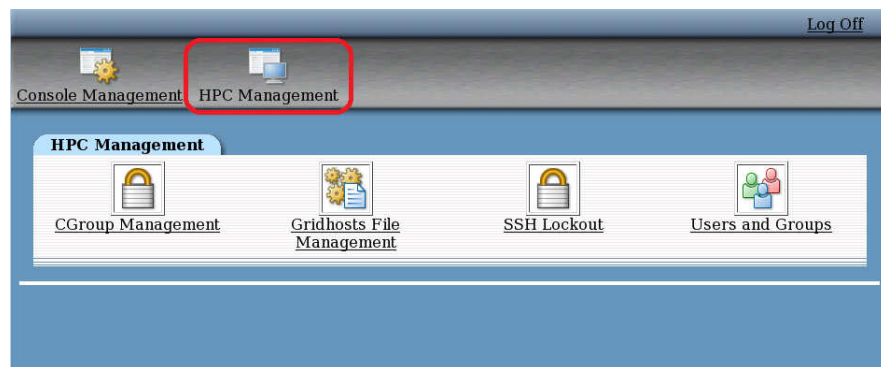 Log Off
Console Management
HPC Management
HPC Management
CGroup Management
Gridhosts File
Management
SSH Lockout
Users and Groups